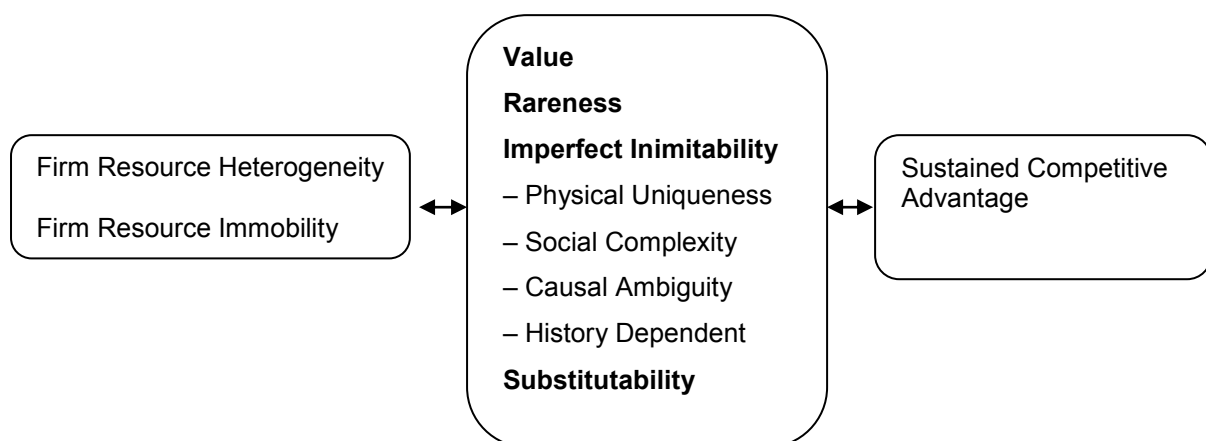 Firm Resource Heterogeneity
Firm Resource Immobility
Value
Rareness
Imperfect Inimitability
– Physical Uniqueness
– Social Complexity
– Causal Ambiguity
– History Dependent
Substitutability
Sustained Competitive
Advantage